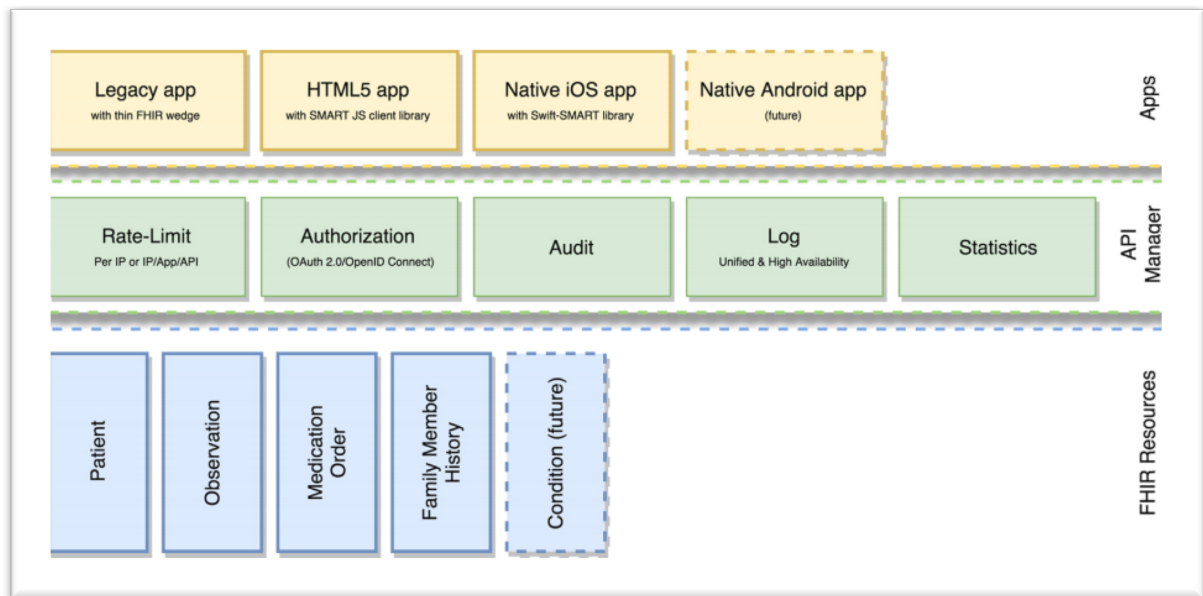 Legacy app
with thin FHIR wedge
HTML5 app
with SMART JS client library
Native iOS app
with Swift-SMART library
Native Android app
(future)
Apps
Rate-Limit
Per IP or IP/App/API
Authorization
(OAuth 2.0/OpenID Connect)
Audit
Log
Unified & High Availability
Statistics
API
Manager
Patient
Observation
Medication
Order
Family Member
History
Condition (future)
FHIR Resources